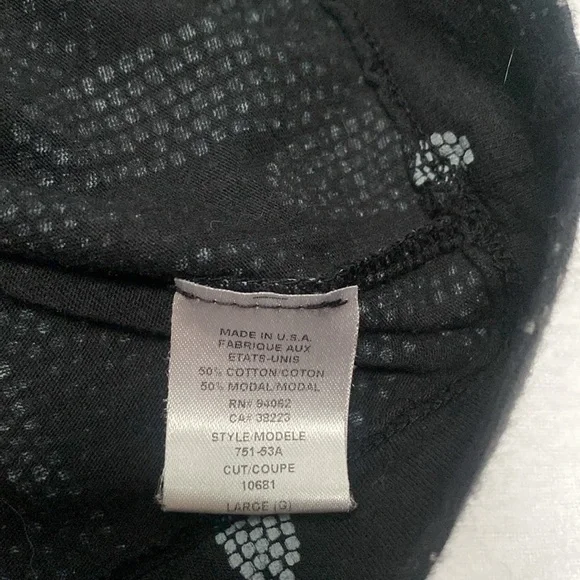 MADE IN U.S.A.
FABRIQUE AUX
ETATS-UNIS
50% COTTON/COTON
50% MODAL/MODAL
RN# 94062
CA# 38223
STYLE/MODELE
751-53A
CUT/COUPE
10681
LARGE (G)